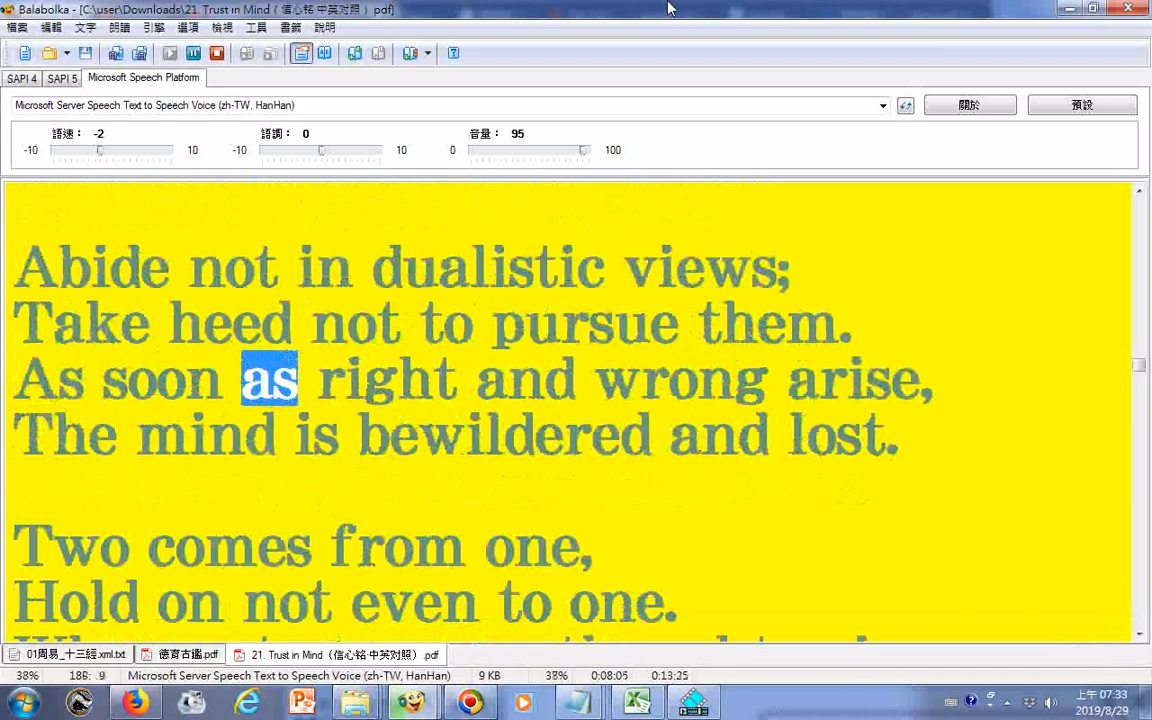 Balabolka - [C:\user\Downloads\21. Trust in Mind ( 信心铭 中英对照 ) pdf]
檔案 編輯 文字 朗讀 引擎 選項 檢視 工具 書籤 說明
SAPI 4 SAPI 5 Microsoft Speech Platform
Microsoft Server Speech Text to Speech Voice (zh-TW, HanHan) 關於 預設
語速： -2 語調： 0 音量： 95
-10 10 -10 10 0 100
Abide not in dualistic views;
Take heed not to pursue them.
As soon as right and wrong arise,
The mind is bewildered and lost.
Two comes from one,
Hold on not even to one.
01周易_十三經.xml.txt 德育古鑑.pdf 21. Trust in Mind（信心铭·中英对照）.pdf
38% 18B: 9 Microsoft Server Speech Text to Speech Voice (zh-TW, HanHan) 9 KB 38% 0:08:05 0:13:25
上午 07:33
2019/8/29